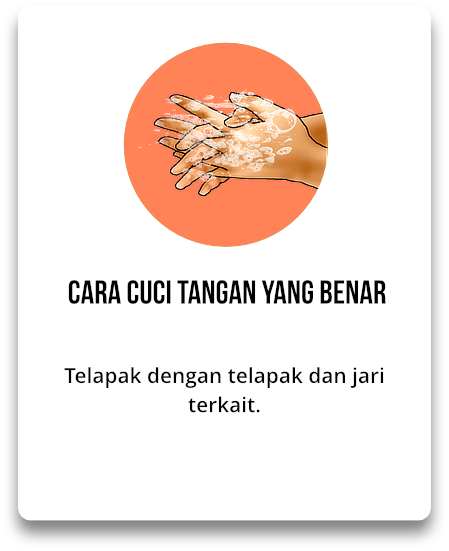 CARA CUCI TANGAN YANG BENAR
Telapak dengan telapak dan jari
terkait.